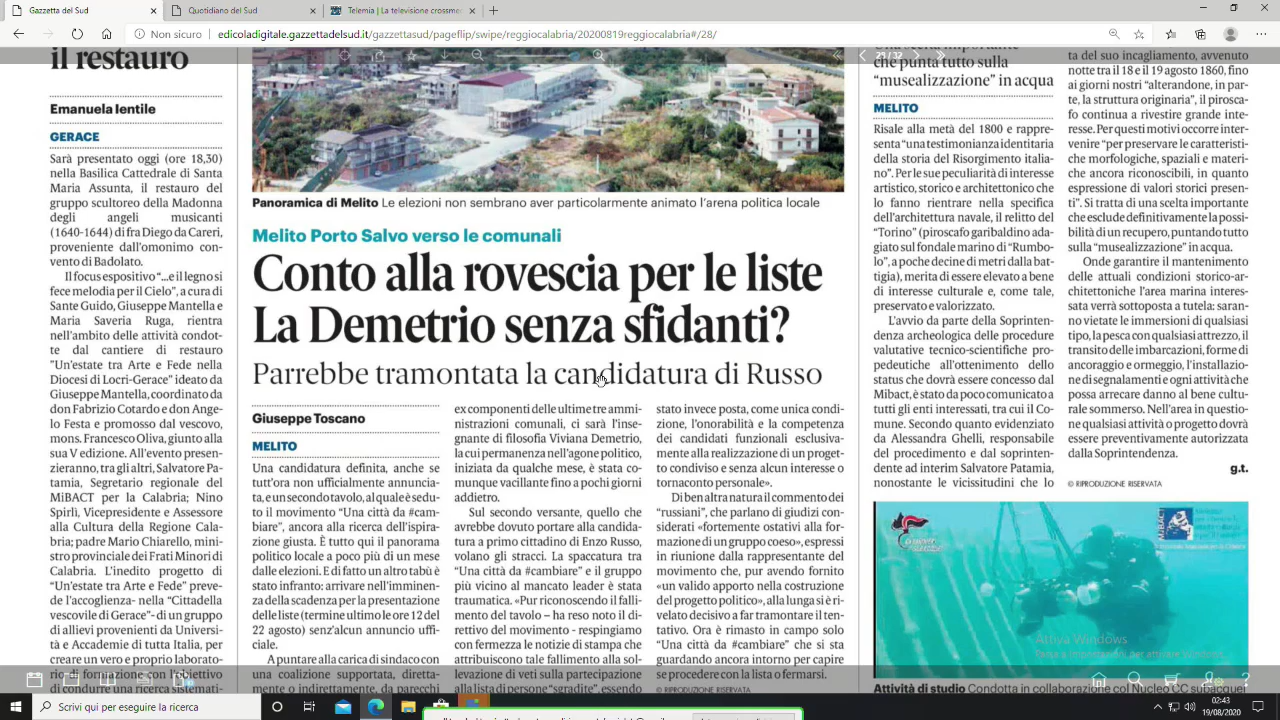 Non sicuro | edicola.gazzettadelsud.it/pageflip/swipe/reggiocalabria/20200819reggiocalabria#/28/
il restauro
Emanuela Ientile
GERACE
Sarà presentato oggi (ore 18,30)
nella Basilica Cattedrale di Santa
Maria Assunta, il restauro del
gruppo scultoreo della Madonna
degli angeli musicanti
(1640-1644) di fra Diego da Careri,
proveniente dall'omonimo con-
vento di Badolato.
Il focus espositivo "...e il legno si
fece melodia per il Cielo", a cura di
Sante Guido, Giuseppe Mantella e
Maria Saveria Ruga, rientra
nell'ambito delle attività condot-
te dal cantiere di restauro
"Un'estate tra Arte e Fede nella
Diocesi di Locri-Gerace" ideato da
Giuseppe Mantella, coordinato da
don Fabrizio Cotardo e don Ange-
lo Festa e promosso dal vescovo,
mons. Francesco Oliva, giunto alla
sua V edizione. All'evento presen-
zieranno, tra gli altri, Salvatore Pa-
tamia, Segretario regionale del
MiBACT per la Calabria; Nino
Spirlì, Vicepresidente e Assessore
alla Cultura della Regione Cala-
bria; padre Mario Chiarello, mini-
stro provinciale dei Frati Minori di
Calabria. L'inedito progetto di
"Un'estate tra Arte e Fede" preve-
de l'accoglienza- nella "Cittadella
vescovile di Gerace"- di un gruppo
di allievi provenienti da Universi-
tà e Accademie di tutta Italia, per
creare un vero e proprio laborato-
rio di formazione con l'obiettivo
di condurre una ricerca sistemati-
Panoramica di Melito Le elezioni non sembrano aver particolarmente animato l'arena politica locale
Melito Porto Salvo verso le comunali
Conto alla rovescia per le liste
La Demetrio senza sfidanti?
Parrebbe tramontata la candidatura di Russo
Giuseppe Toscano
MELITO
Una candidatura definita, anche se
tutt'ora non ufficialmente annuncia-
ta, e un secondo tavolo, al quale è sedu-
to il movimento "Una città da #cam-
biare", ancora alla ricerca dell'ispira-
zione giusta. È tutto qui il panorama
politico locale a poco più di un mese
dalle elezioni. E di fatto un altro tabù è
stato infranto: arrivare nell'imminen-
za della scadenza per la presentazione
delle liste (termine ultimo le ore 12 del
22 agosto) senz'alcun annuncio uffi-
ciale.
A puntare alla carica di sindaco con
una coalizione supportata, diretta-
mente o indirettamente, da parecchi
ex componenti delle ultime tre ammi-
nistrazioni comunali, ci sarà l'inse-
gnante di filosofia Viviana Demetrio,
la cui permanenza nell'agone politico,
iniziata da qualche mese, è stata co-
munque vacillante fino a pochi giorni
addietro.
Sul secondo versante, quello che
avrebbe dovuto portare alla candida-
tura a primo cittadino di Enzo Russo,
volano gli stracci. La spaccatura tra
"Una città da #cambiare" e il gruppo
più vicino al mancato leader è stata
traumatica. «Pur riconoscendo il falli-
mento del tavolo – ha reso noto il di-
rettivo del movimento - respingiamo
con fermezza le notizie di stampa che
attribuiscono tale fallimento alla sol-
levazione di veti sulla partecipazione
alla lista di persone "sgradite", essendo
stato invece posta, come unica condi-
zione, l'onorabilità e la competenza
dei candidati funzionali esclusiva-
mente alla realizzazione di un proget-
to condiviso e senza alcun interesse o
tornaconto personale».
Di ben altra natura il commento dei
"russiani", che parlano di giudizi con-
siderati «fortemente ostativi alla for-
mazione di un gruppo coeso», espressi
in riunione dalla rappresentante del
movimento che, pur avendo fornito
«un valido apporto nella costruzione
del progetto politico», alla lunga si è ri-
velato decisivo a far tramontare il ten-
tativo. Ora è rimasto in campo solo
"Una città da #cambiare" che si sta
guardando ancora intorno per capire
se procedere con la lista o fermarsi.
© RIPRODUZIONE RISERVATA
che punta tutto sulla
"musealizzazione" in acqua
MELITO
Risale alla metà del 1800 e rappre-
senta "una testimonianza identitaria
della storia del Risorgimento italia-
no". Per le sue peculiarità di interesse
artistico, storico e architettonico che
lo fanno rientrare nella specifica
dell'architettura navale, il relitto del
"Torino" (piroscafo garibaldino ada-
giato sul fondale marino di "Rumbo-
lo", a poche decine di metri dalla bat-
tigia), merita di essere elevato a bene
di interesse culturale e, come tale,
preservato e valorizzato.
L'avvio da parte della Soprinten-
denza archeologica delle procedure
valutative tecnico-scientifiche pro-
pedeutiche all'ottenimento dello
status che dovrà essere concesso dal
Mibact, è stato da poco comunicato a
tutti gli enti interessati, tra cui il Co-
mune. Secondo quanto evidenziato
da Alessandra Ghelli, responsabile
del procedimento e dal soprinten-
dente ad interim Salvatore Patamia,
nonostante le vicissitudini che lo
ta del suo incagliamento, avvenuto
notte tra il 18 e il 19 agosto 1860, fino
ai giorni nostri "alterandone, in par-
te, la struttura originaria", il pirosca-
fo continua a rivestire grande inte-
resse. Per questi motivi occorre inter-
venire "per preservare le caratteristi-
che morfologiche, spaziali e materi-
che ancora riconoscibili, in quanto
espressione di valori storici presen-
ti". Si tratta di una scelta importante
che esclude definitivamente la possi-
bilità di un recupero, puntando tutto
sulla "musealizzazione" in acqua.
Onde garantire il mantenimento
delle attuali condizioni storico-ar-
chitettoniche l'area marina interes-
sata verrà sottoposta a tutela: saran-
no vietate le immersioni di qualsiasi
tipo, la pesca con qualsiasi attrezzo, il
transito delle imbarcazioni, forme di
ancoraggio e ormeggio, l'installazio-
ne di segnalamenti e ogni attività che
possa arrecare danno al bene cultu-
rale sommerso. Nell'area in questio-
ne qualsiasi attività o progetto dovrà
essere preventivamente autorizzata
dalla Soprintendenza.
g.t.
© RIPRODUZIONE RISERVATA
Attiva Windows
Passa a Impostazioni per attivare Windows.
Attività di studio Condotta in collaborazione col Nucleo CC subacquei
Scrivi qui per eseguire la ricerca
02:43
19/08/2020